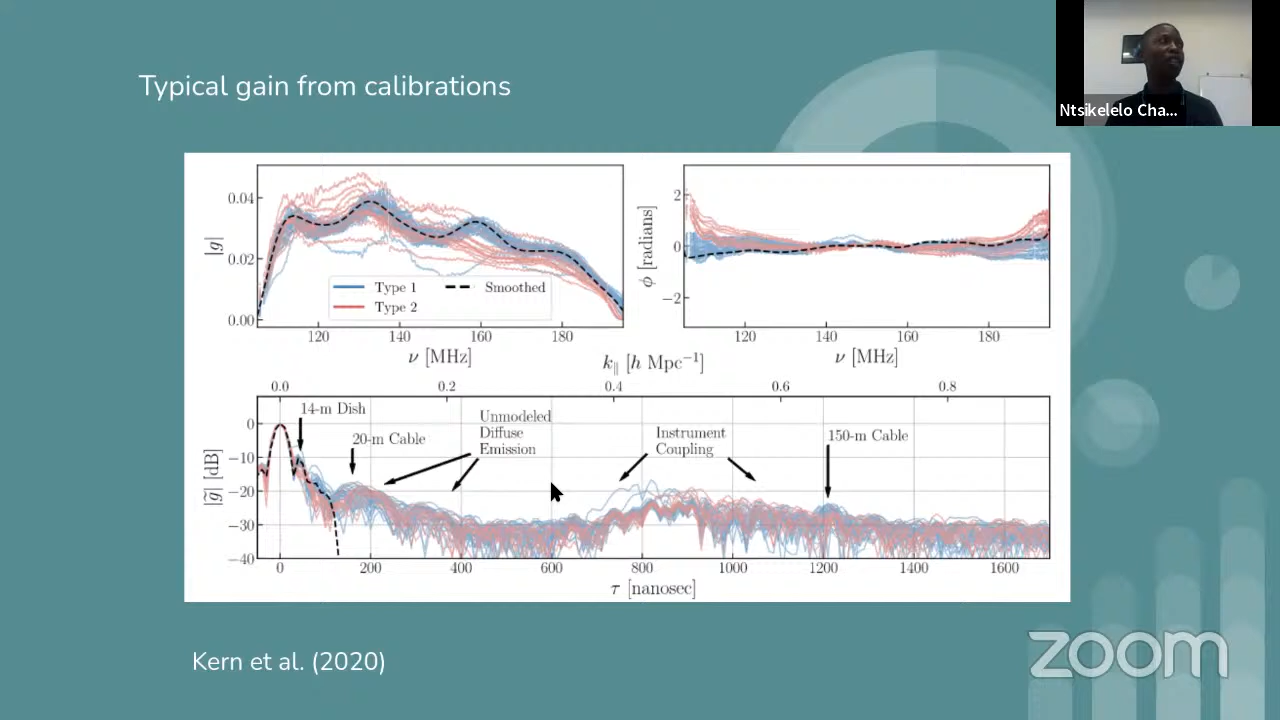 Typical gain from calibrations
Ntsikelelo Cha...
0.04
0.02
0.00
|g|
Type 1
Type 2
Smoothed
120 140 160 180
ν [MHz]
2
0
−2
ϕ [radians]
120 140 160 180
ν [MHz]
k∥ [h Mpc⁻¹]
0.0 0.2 0.4 0.6 0.8
14-m Dish
20-m Cable
Unmodeled
Diffuse
Emission
Instrument
Coupling
150-m Cable
0
−10
−20
−30
−40
|g̃| [dB]
0 200 400 600 800 1000 1200 1400 1600
τ [nanosec]
Kern et al. (2020)
zoom